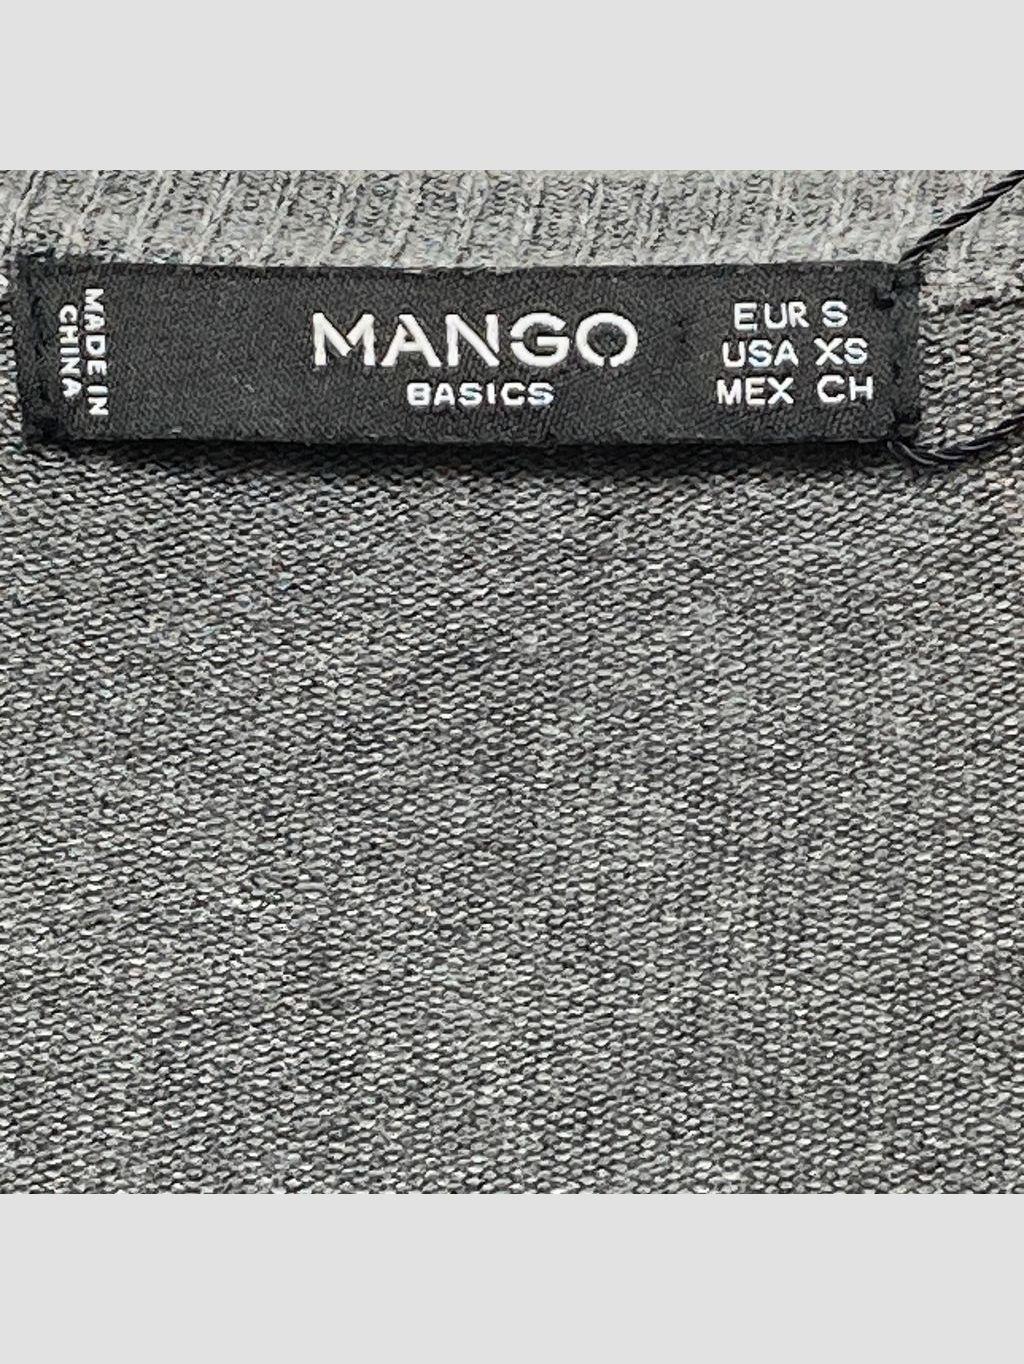 MADE IN
CHINA
MANGO
BASICS
EUR S
USA XS
MEX CH